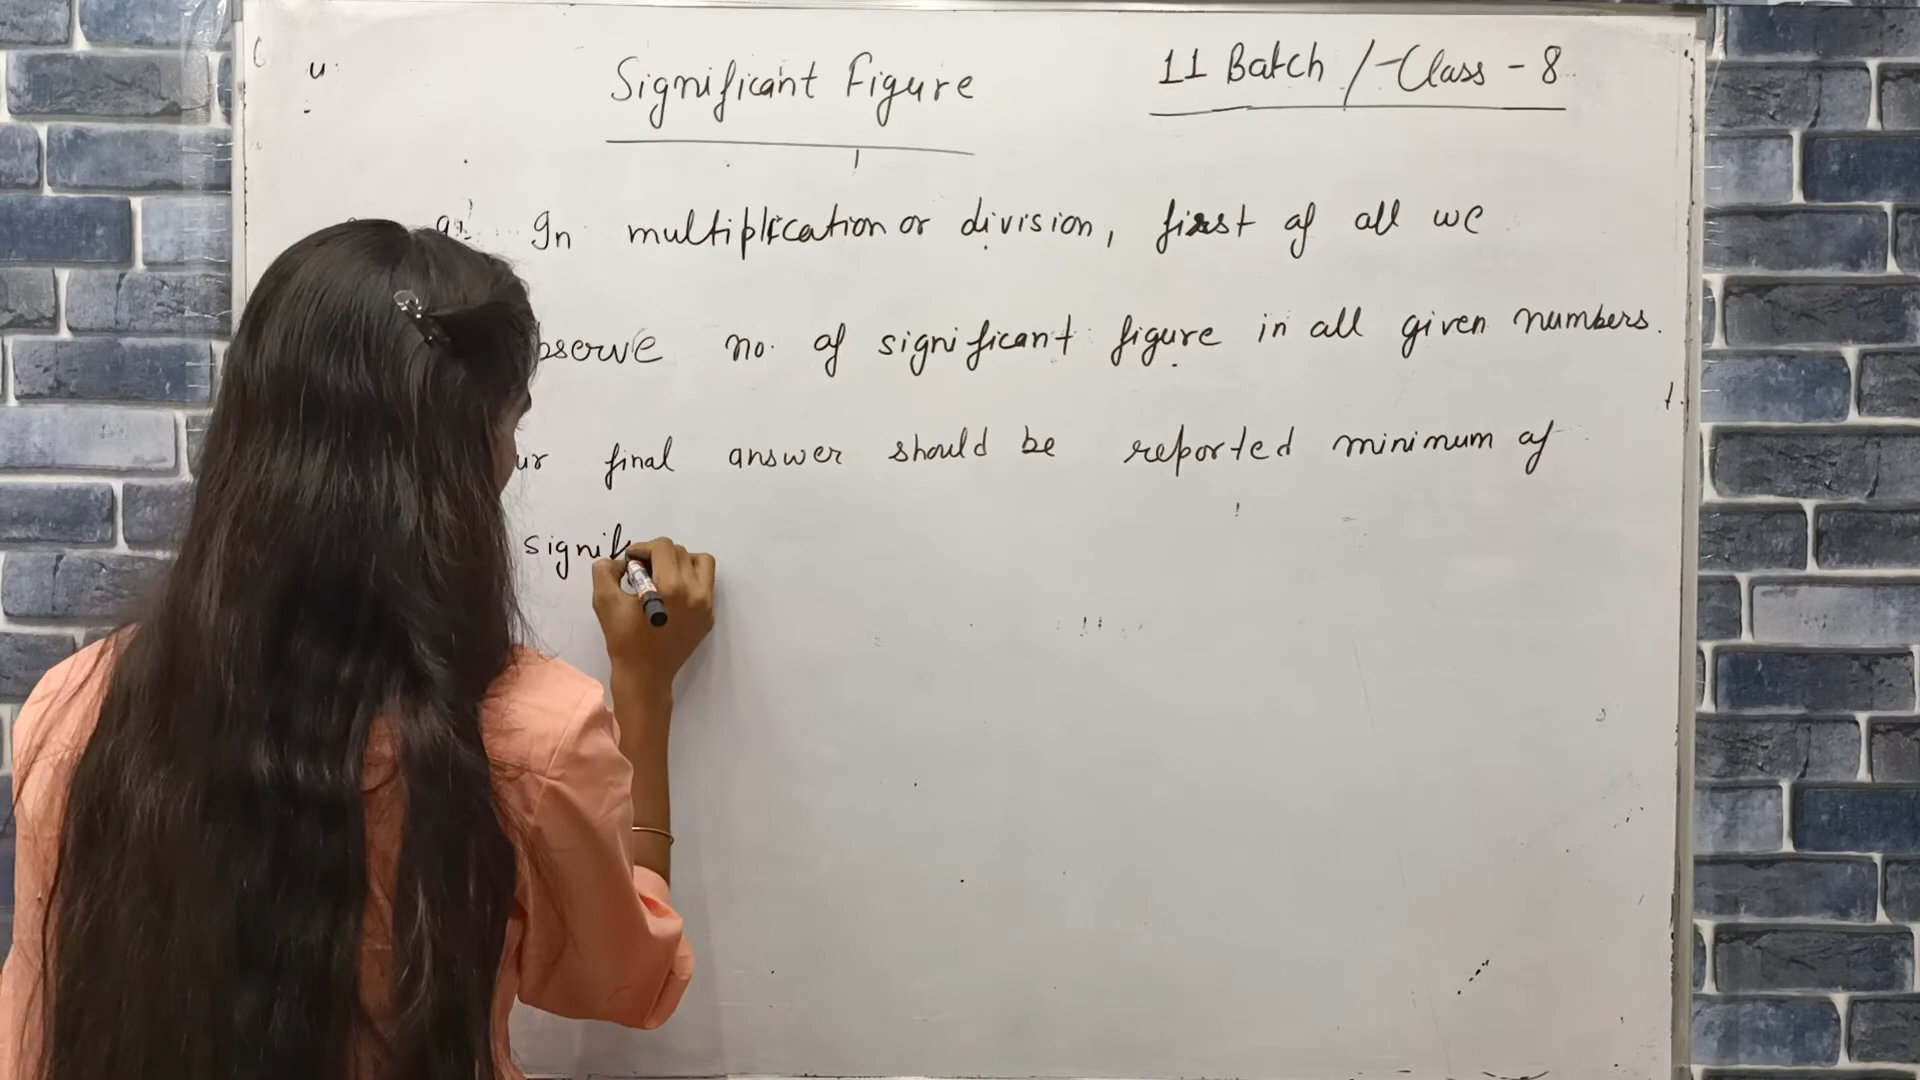 Significant Figure
11 Batch / Class - 8
In multiplication or division, first of all we
bserve no. of significant figure in all given numbers.
ur final answer should be reported minimum of
signif